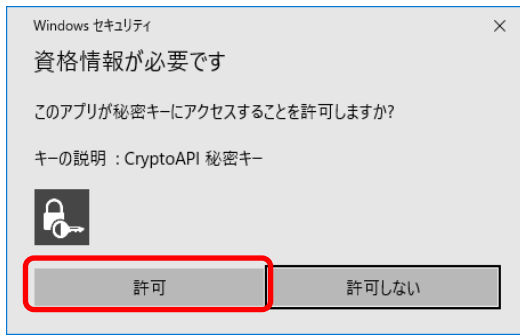 Windows セキュリティ
資格情報が必要です
このアプリが秘密キーにアクセスすることを許可しますか?
キーの説明 : CryptoAPI 秘密キー
許可
許可しない